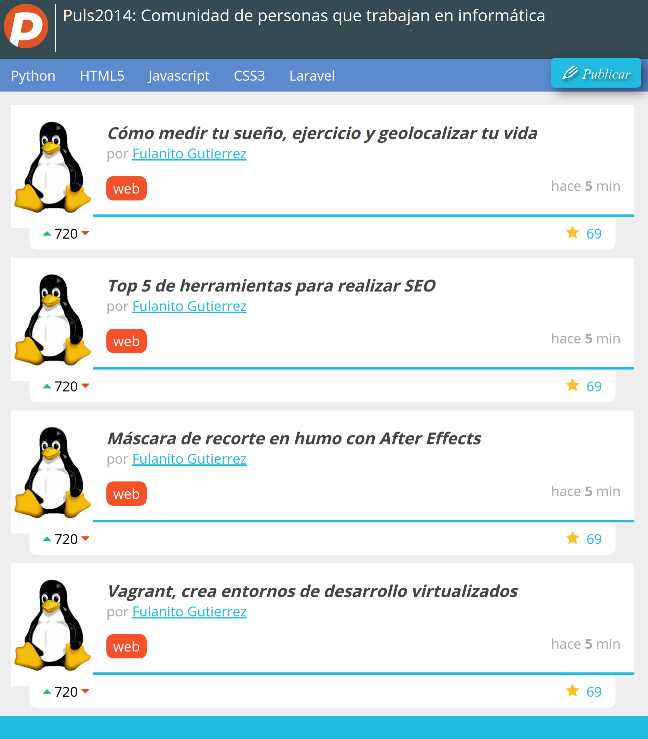 P
Puls2014: Comunidad de personas que trabajan en informática
Python HTML5 Javascript CSS3 Laravel
Publicar
Cómo medir tu sueño, ejercicio y geolocalizar tu vida
por Fulanito Gutierrez
web
hace 5 min
720
69
Top 5 de herramientas para realizar SEO
por Fulanito Gutierrez
web
hace 5 min
720
69
Máscara de recorte en humo con After Effects
por Fulanito Gutierrez
web
hace 5 min
720
69
Vagrant, crea entornos de desarrollo virtualizados
por Fulanito Gutierrez
web
hace 5 min
720
69